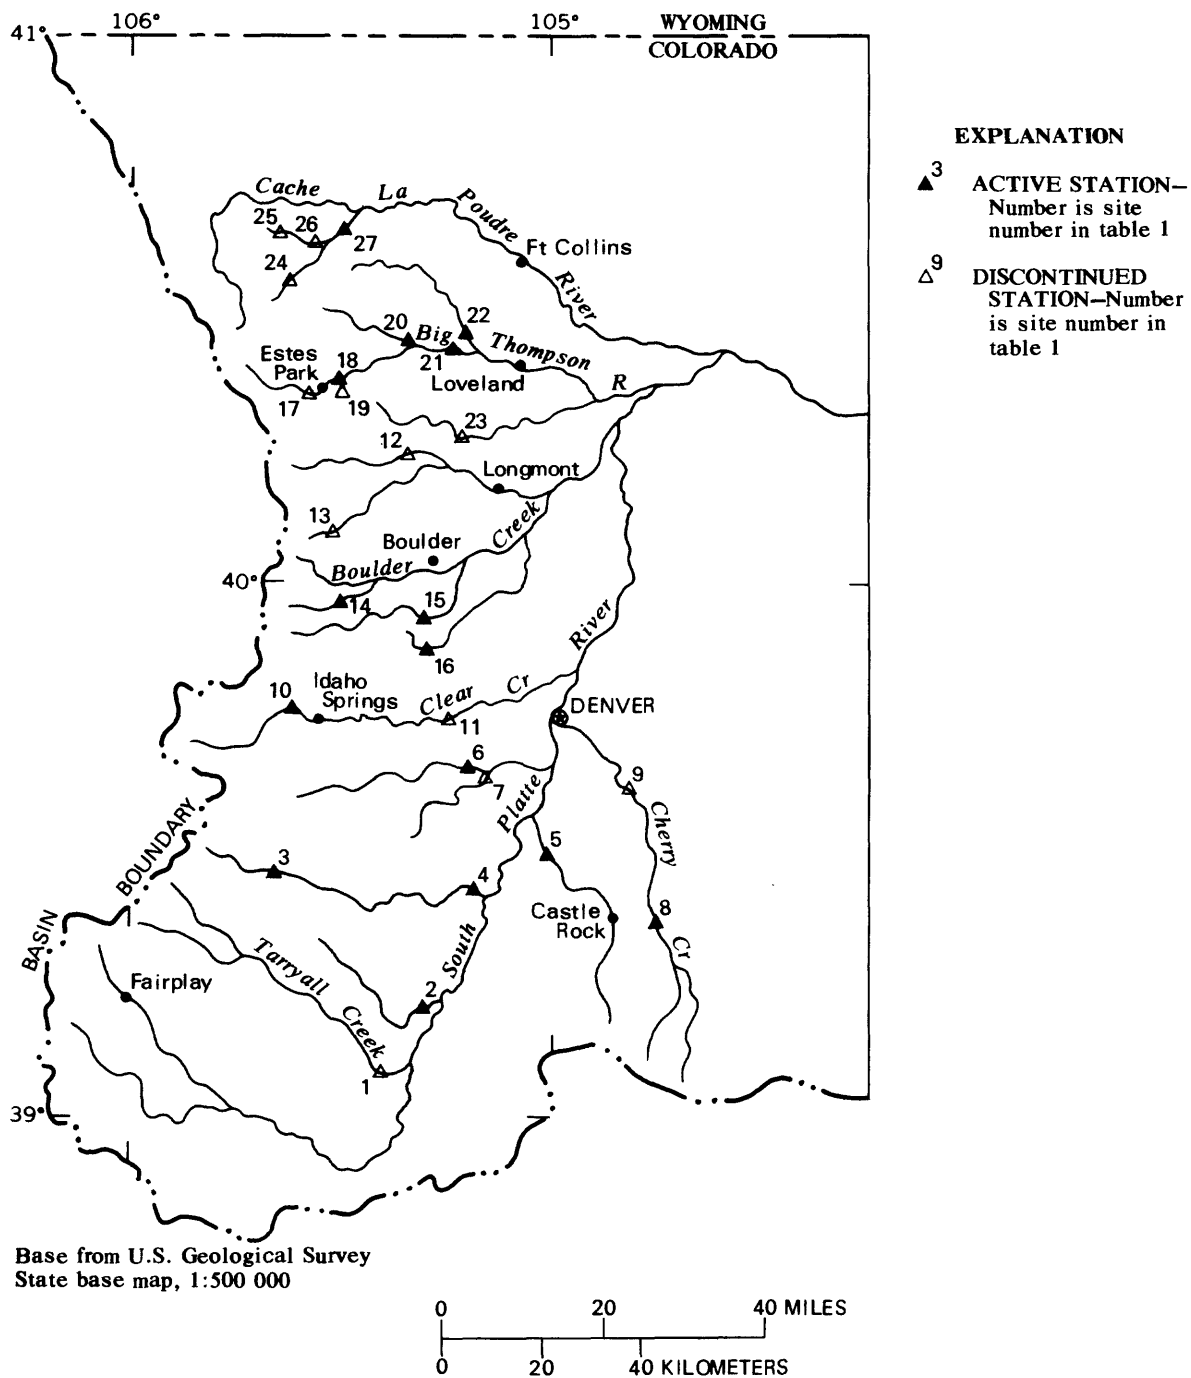 106°
105°
WYOMING
41°
COLORADO
EXPLANATION
3
ACTIVE STATION—
Number is site
number in table 1
9
DISCONTINUED
STATION—Number
is site number in
table 1
Cache La Poudre River
25
26
27
24
Ft Collins
20
22
Big Thompson R
21
Estes
Park
18
Loveland
17
19
23
12
Longmont
13
Boulder
Boulder Creek
40°
14
15
16
River
10
Idaho
Springs
Clear Cr
11
DENVER
6
7
9
Platte
Cherry
5
BOUNDARY
3
4
8
Castle
Rock
Cr
BASIN
South
Tarryall Creek
Fairplay
2
1
39°
Base from U.S. Geological Survey
State base map, 1:500 000
0 20 40 MILES
0 20 40 KILOMETERS